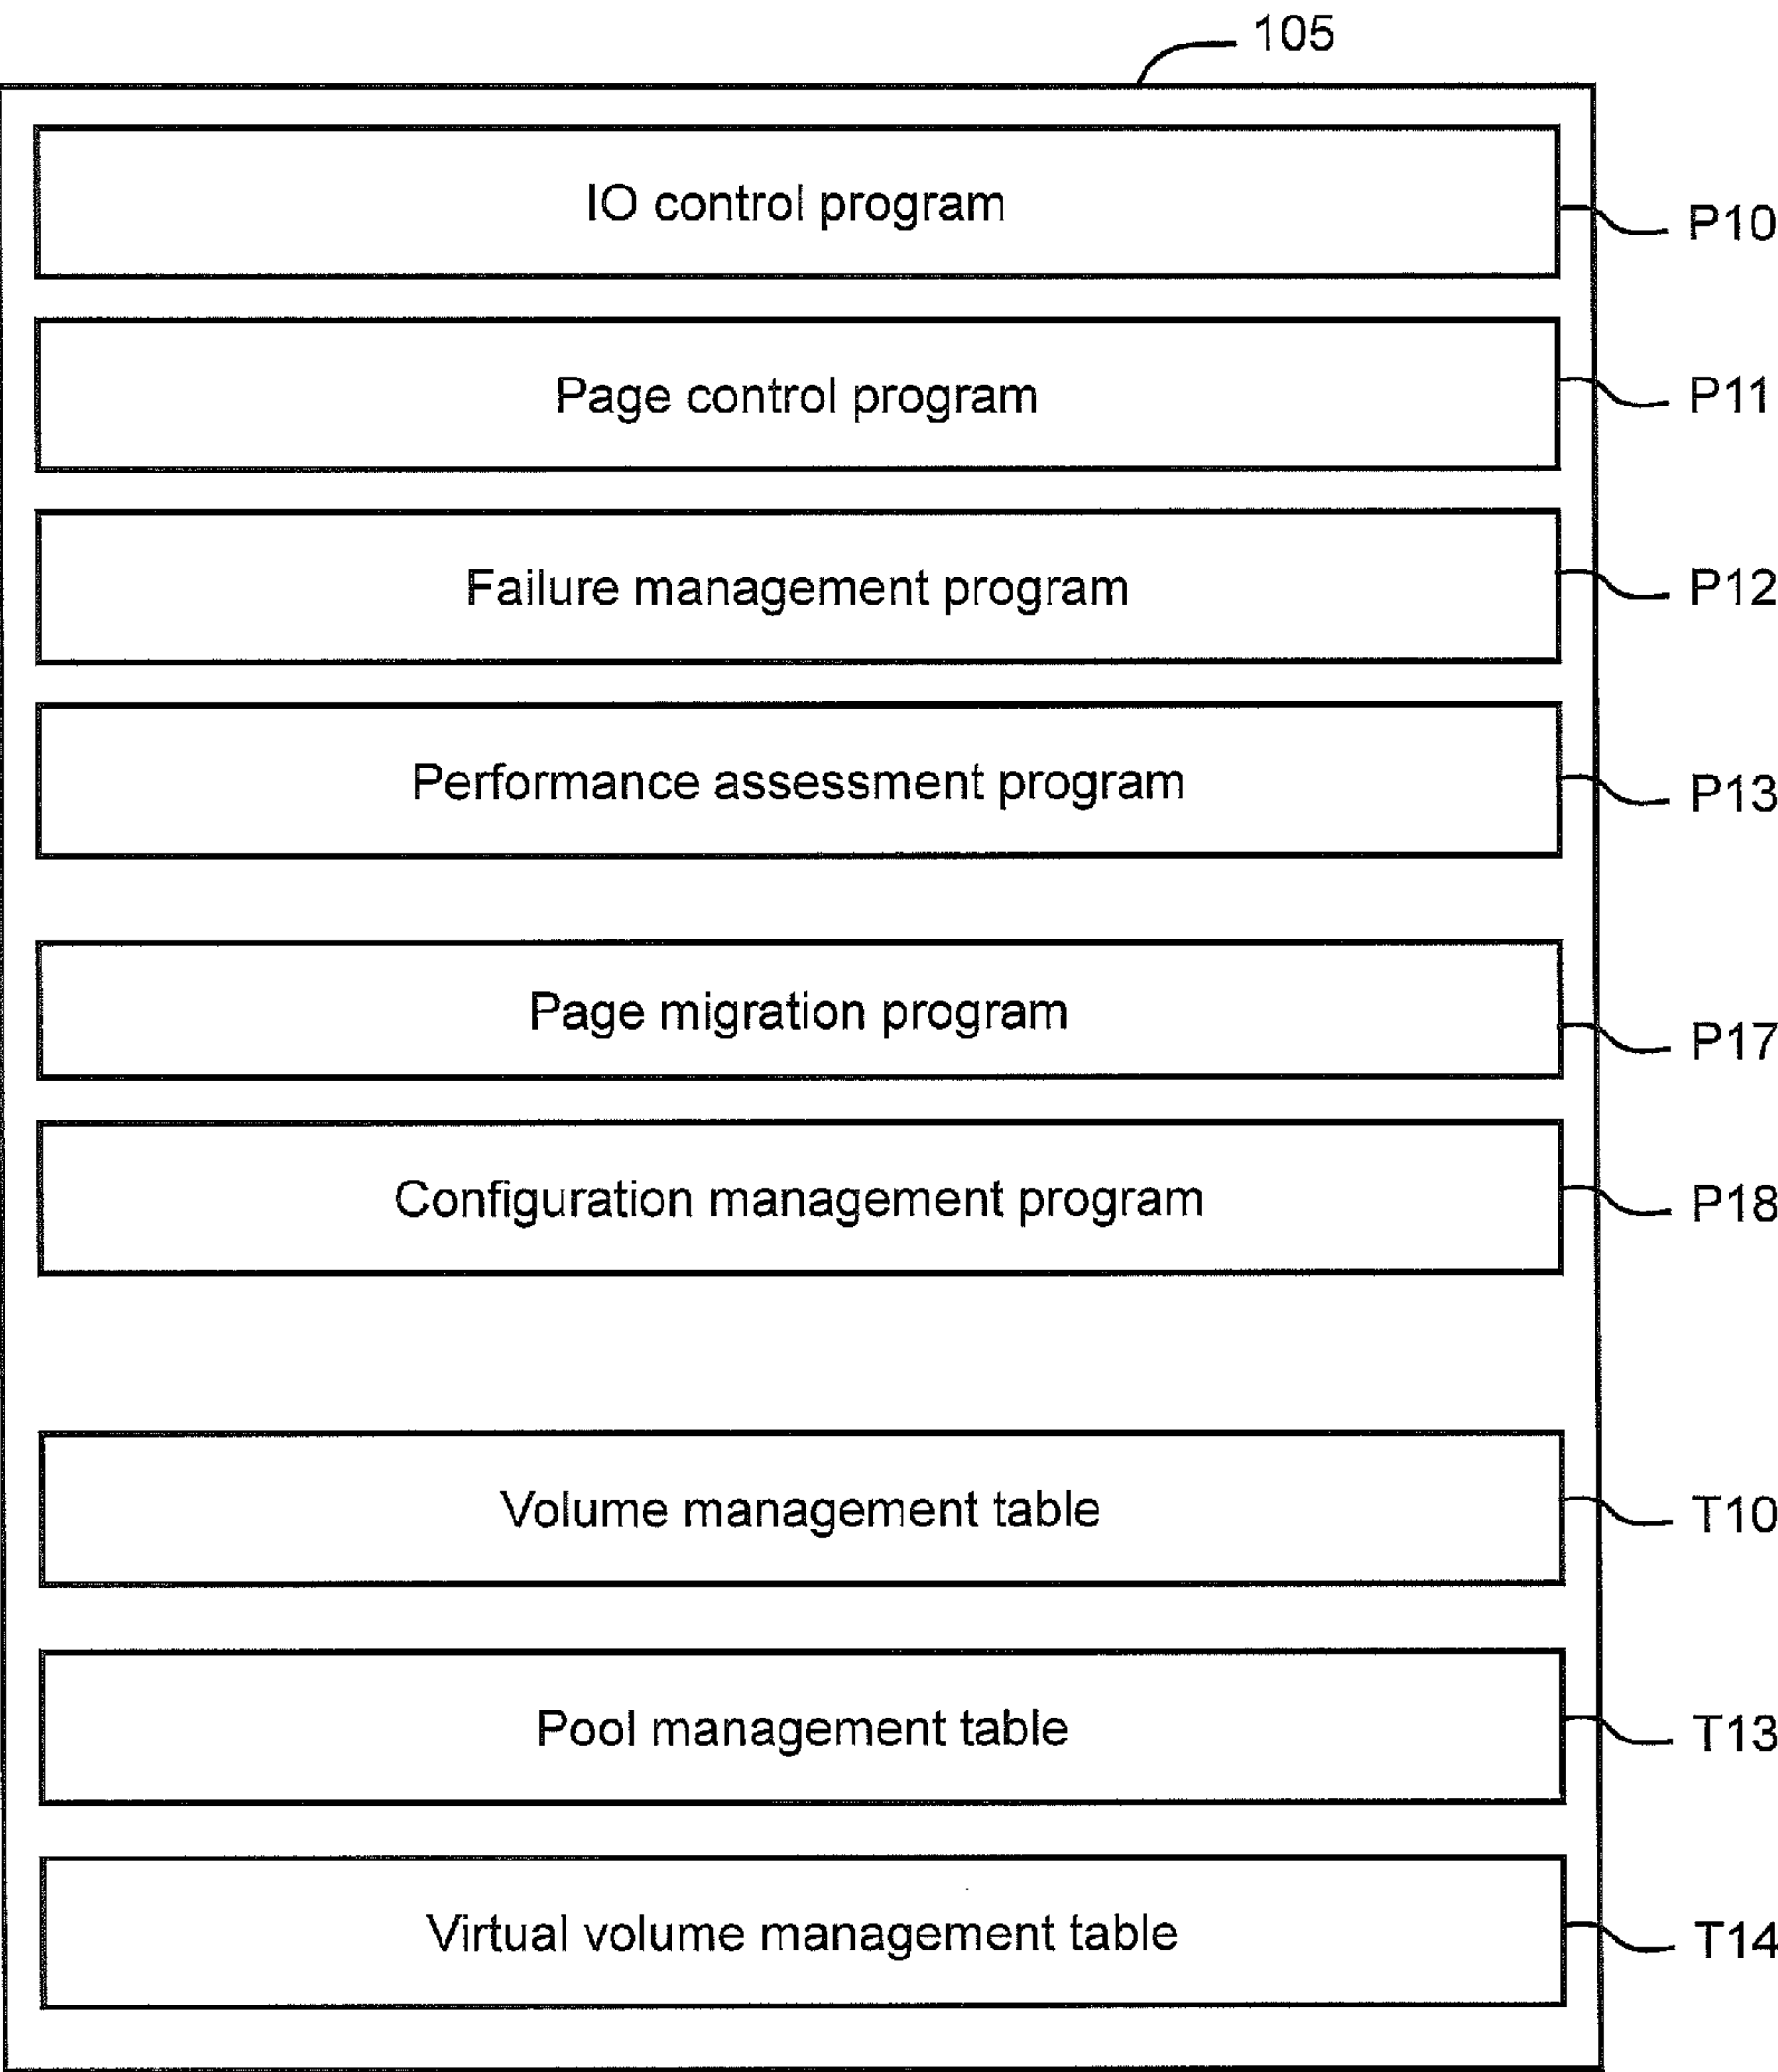 105
IO control program
P10
Page control program
P11
Failure management program
P12
Performance assessment program
P13
Page migration program
P17
Configuration management program
P18
Volume management table
T10
Pool management table
T13
Virtual volume management table
T14